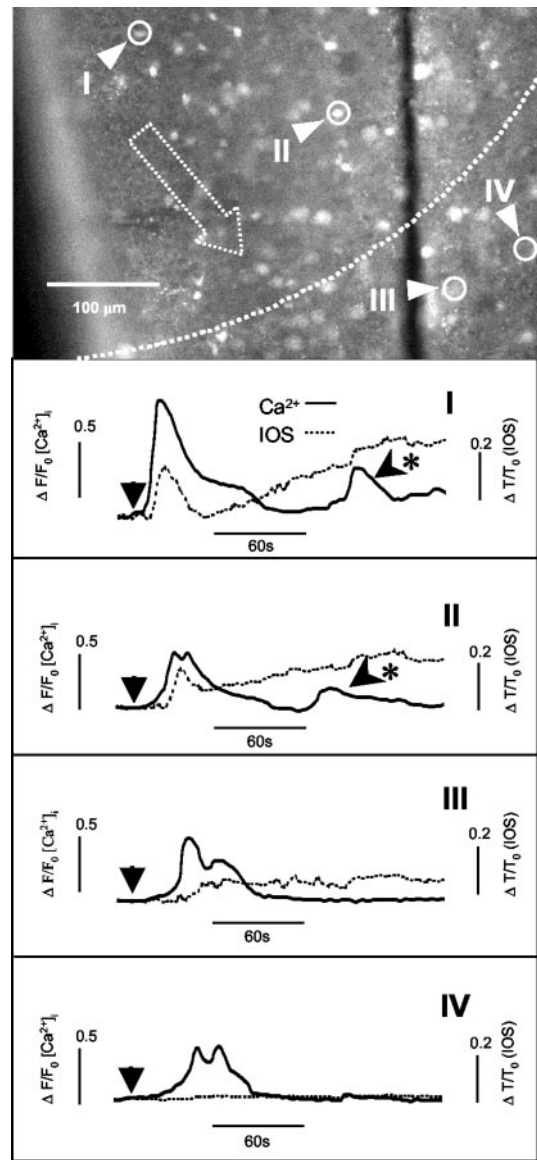 I
II
IV
III
100 μm
Δ F/F₀ [Ca²⁺]ᵢ
0.5
Ca²⁺
IOS
I
*
0.2
Δ T/T₀ (IOS)
60s
Δ F/F₀ [Ca²⁺]ᵢ
0.5
II
*
0.2
Δ T/T₀ (IOS)
60s
Δ F/F₀ [Ca²⁺]ᵢ
0.5
III
0.2
Δ T/T₀ (IOS)
60s
Δ F/F₀ [Ca²⁺]ᵢ
0.5
IV
0.2
Δ T/T₀ (IOS)
60s